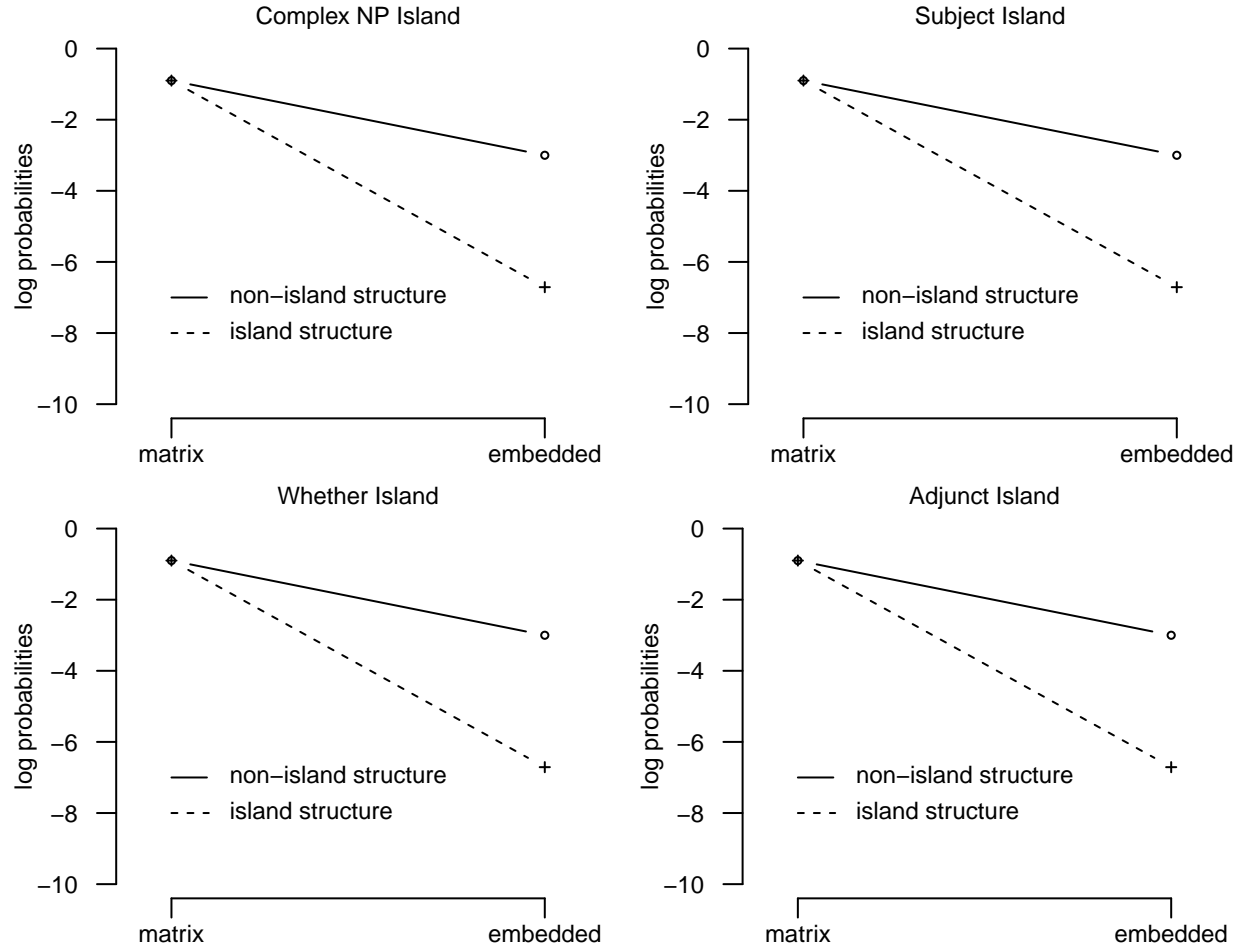 Complex NP Island
0
−2
−4
−6
−8
−10
log probabilities
non−island structure
island structure
matrix
embedded
Subject Island
0
−2
−4
−6
−8
−10
log probabilities
non−island structure
island structure
matrix
embedded
Whether Island
0
−2
−4
−6
−8
−10
log probabilities
non−island structure
island structure
matrix
embedded
Adjunct Island
0
−2
−4
−6
−8
−10
log probabilities
non−island structure
island structure
matrix
embedded